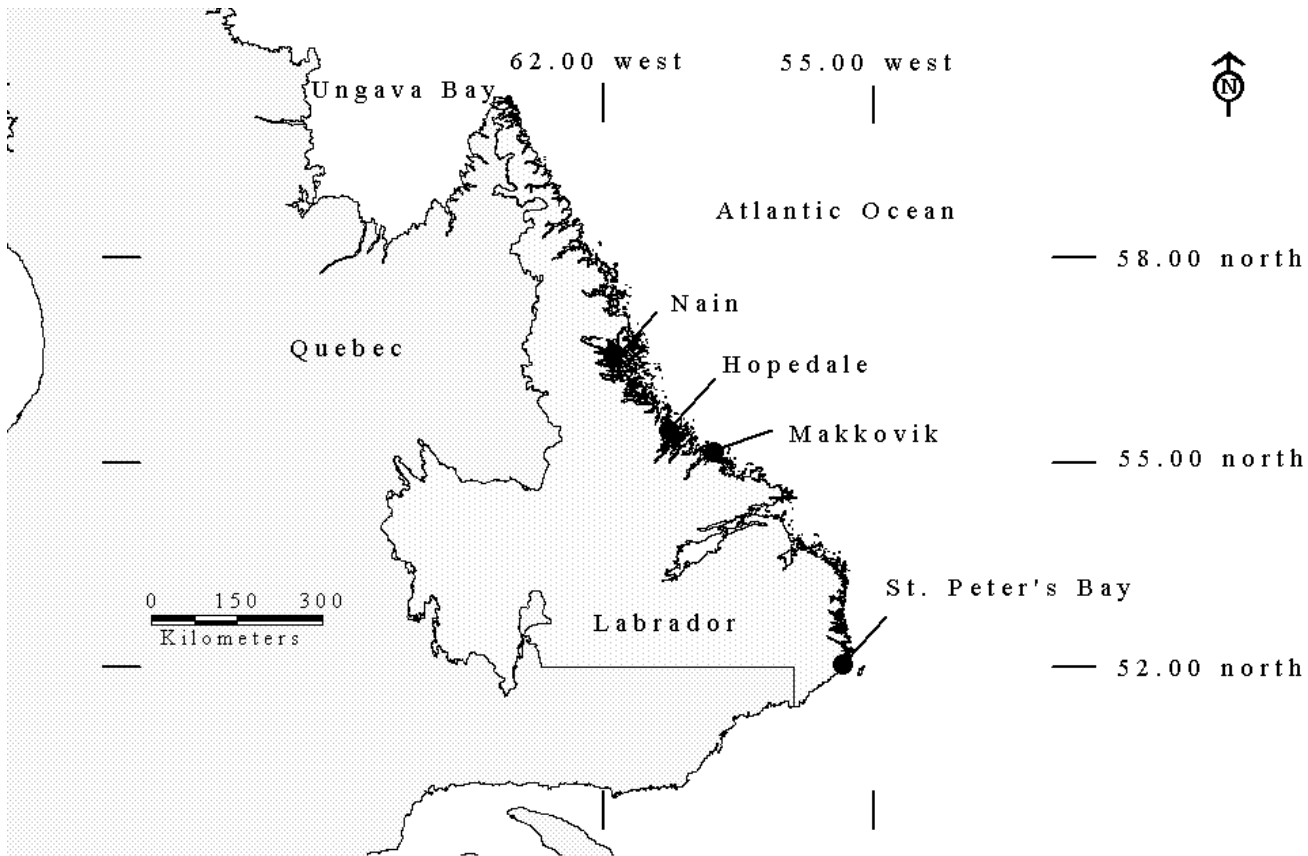 62.00 west
55.00 west
Ungava Bay
N
Atlantic Ocean
58.00 north
Nain
Quebec
Hopedale
Makkovik
55.00 north
St. Peter's Bay
0 150 300
Kilometers
Labrador
52.00 north